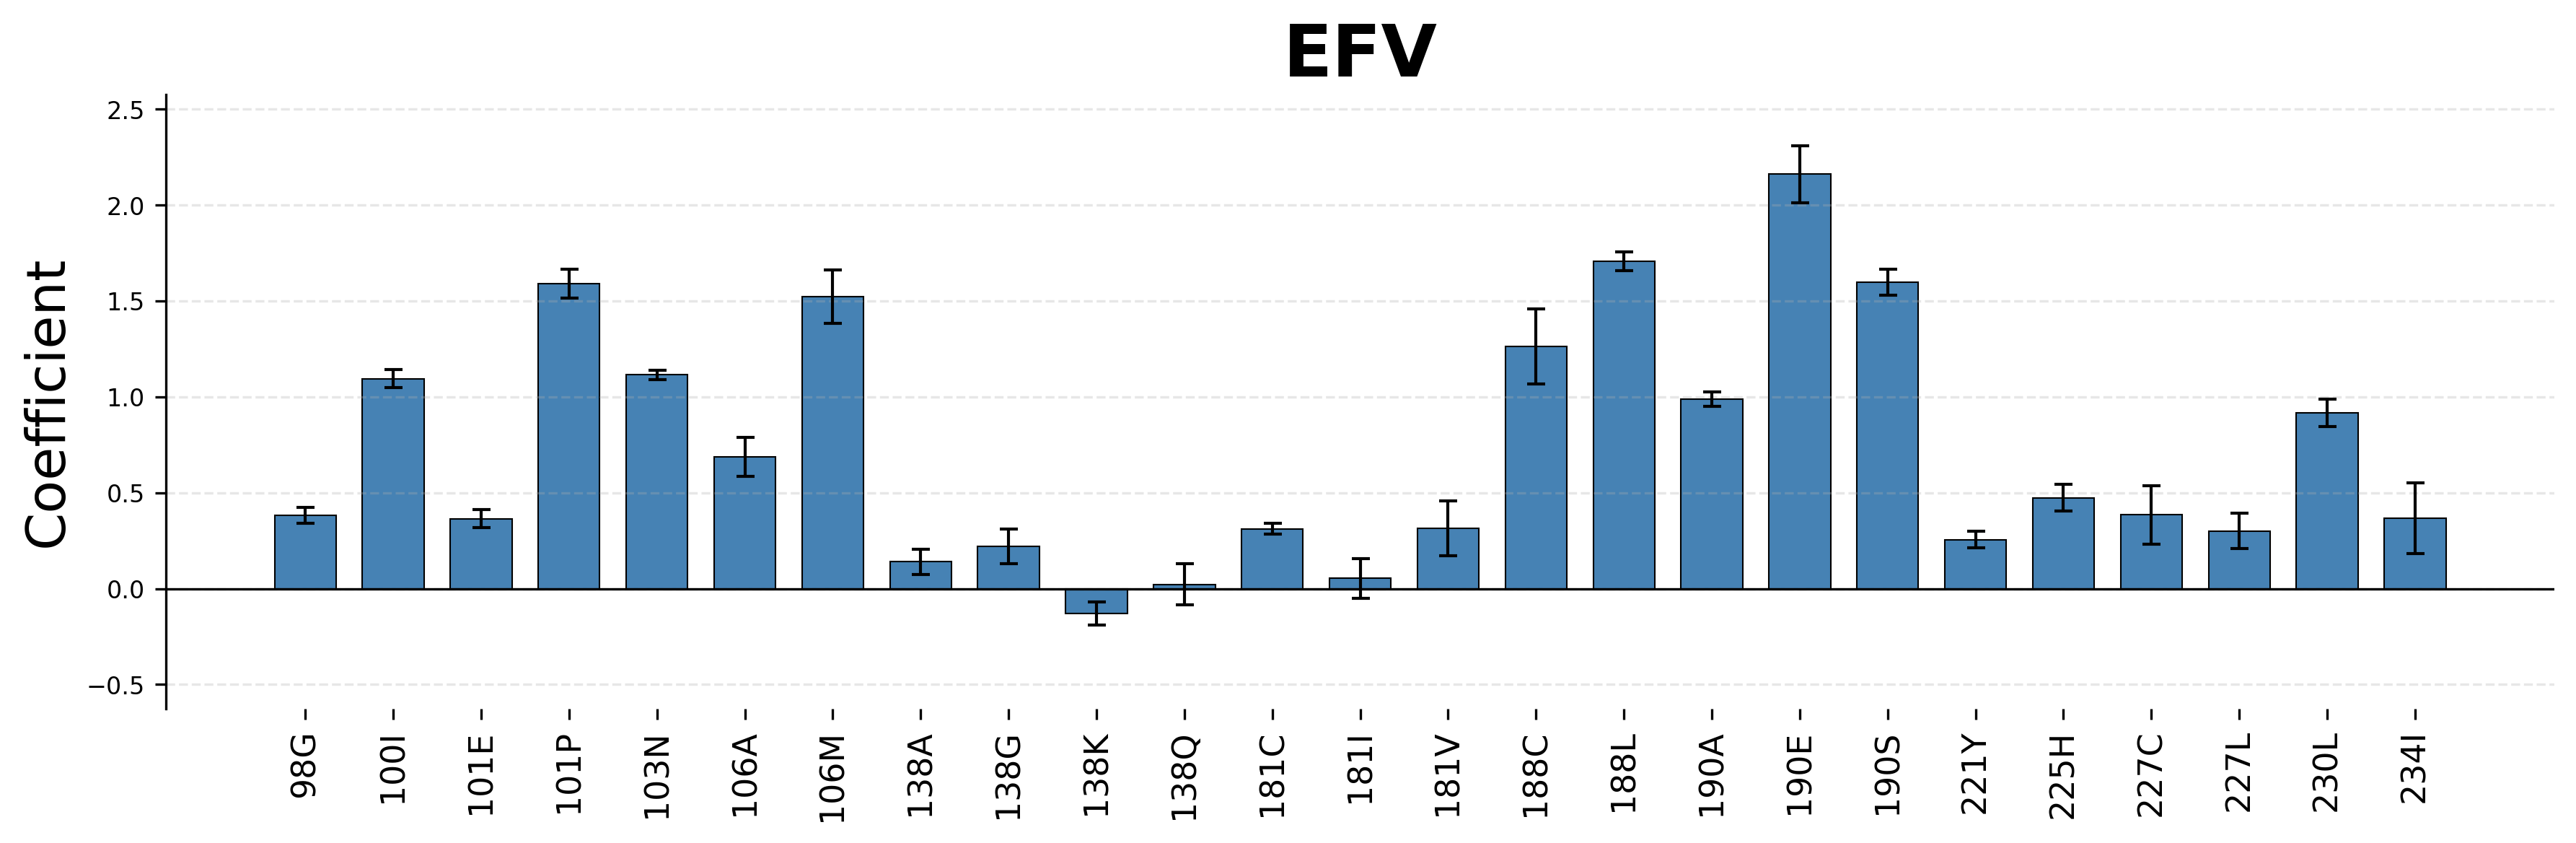 EFV
Coefficient
2.5
2.0
1.5
1.0
0.5
0.0
−0.5
98G
100I
101E
101P
103N
106A
106M
138A
138G
138K
138Q
181C
181I
181V
188C
188L
190A
190E
190S
221Y
225H
227C
227L
230L
234I